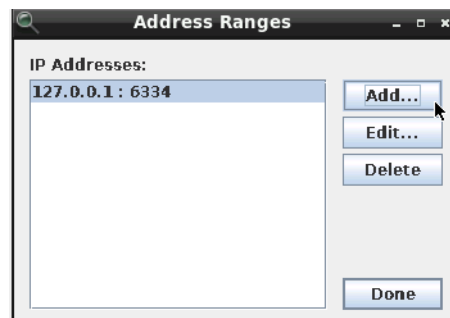 Address Ranges
IP Addresses:
127.0.0.1 : 6334
Add...
Edit...
Delete
Done